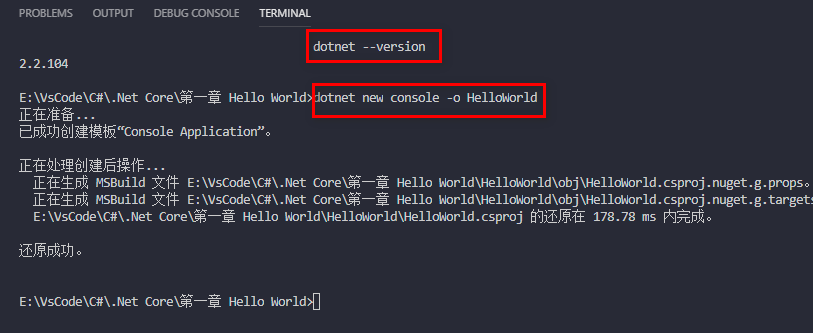 PROBLEMS OUTPUT DEBUG CONSOLE TERMINAL
dotnet --version
2.2.104
E:\VsCode\C#\.Net Core\第一章 Hello World>dotnet new console -o HelloWorld
正在准备...
已成功创建模板“Console Application”。
正在处理创建后操作...
正在生成 MSBuild 文件 E:\VsCode\C#\.Net Core\第一章 Hello World\HelloWorld\obj\HelloWorld.csproj.nuget.g.props。
正在生成 MSBuild 文件 E:\VsCode\C#\.Net Core\第一章 Hello World\HelloWorld\obj\HelloWorld.csproj.nuget.g.targets
E:\VsCode\C#\.Net Core\第一章 Hello World\HelloWorld\HelloWorld.csproj 的还原在 178.78 ms 内完成。
还原成功。
E:\VsCode\C#\.Net Core\第一章 Hello World>